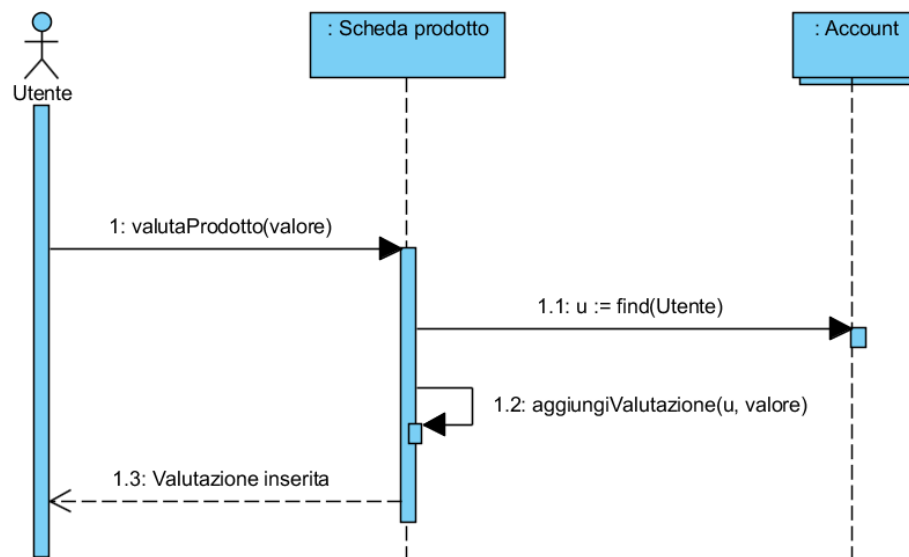 : Scheda prodotto
: Account
Utente
1: valutaProdotto(valore)
1.1: u := find(Utente)
1.2: aggiungiValutazione(u, valore)
1.3: Valutazione inserita